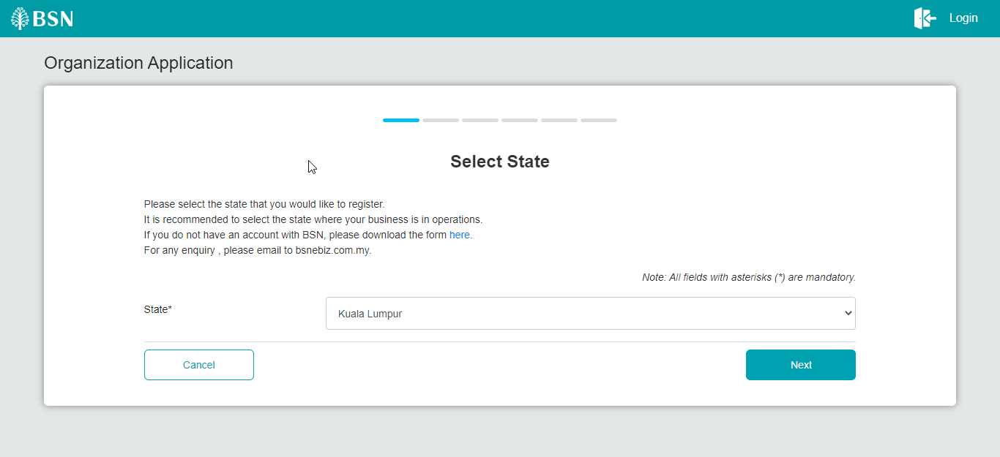 BSN
Login
Organization Application
Select State
Please select the state that you would like to register.
It is recommended to select the state where your business is in operations.
If you do not have an account with BSN, please download the form here.
For any enquiry , please email to bsnebiz.com.my.
Note: All fields with asterisks (*) are mandatory.
State*
Kuala Lumpur
Cancel
Next